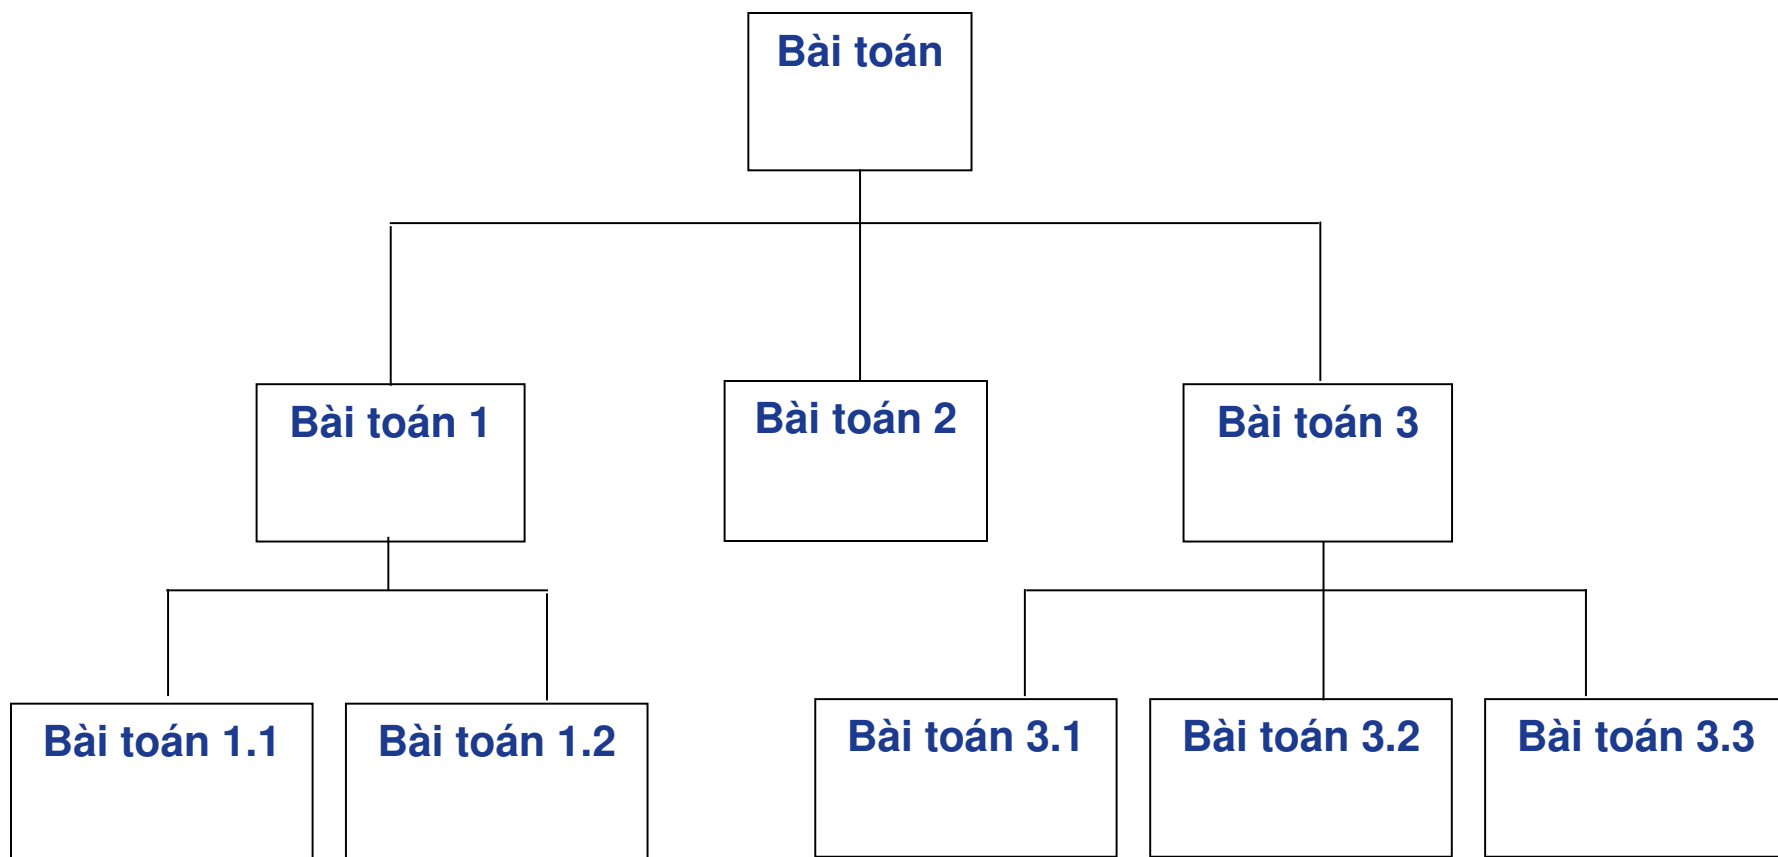 Bài toán
Bài toán 1
Bài toán 2
Bài toán 3
Bài toán 1.1
Bài toán 1.2
Bài toán 3.1
Bài toán 3.2
Bài toán 3.3